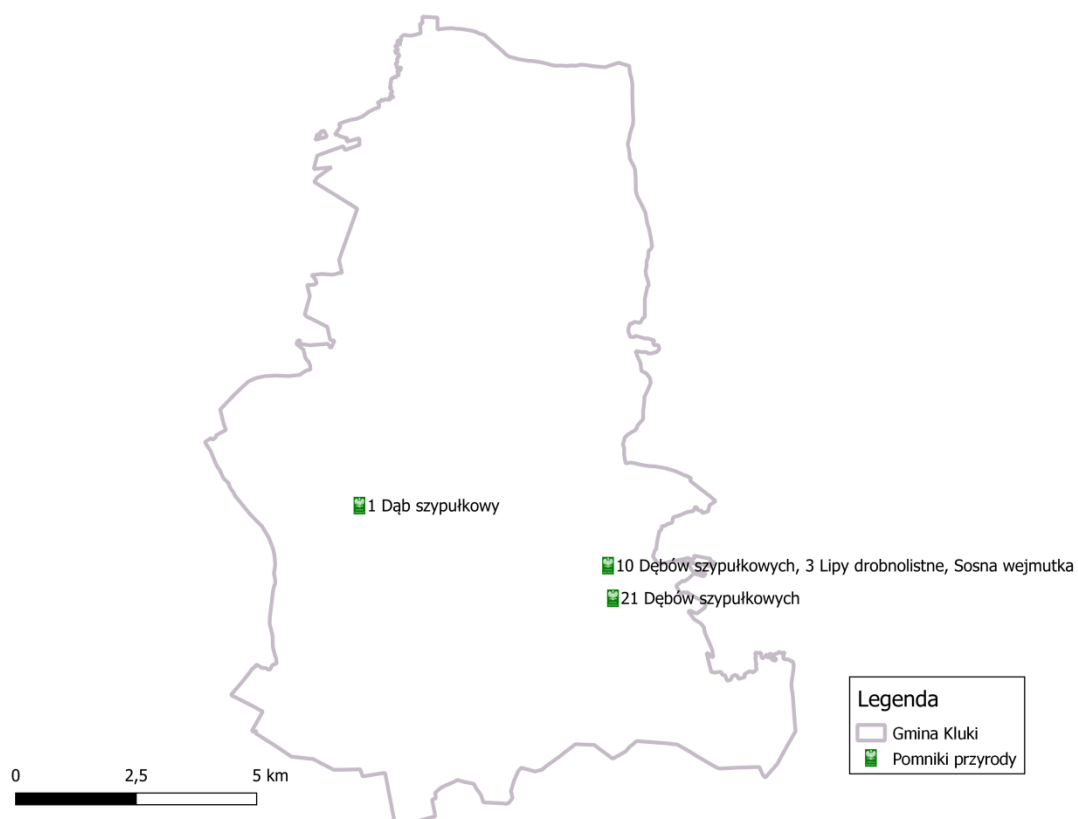 1 Dąb szypułkowy
10 Dębów szypułkowych, 3 Lipy drobnolistne, Sosna wejmutka
21 Dębów szypułkowych
Legenda
Gmina Kluki
Pomniki przyrody
0 2,5 5 km